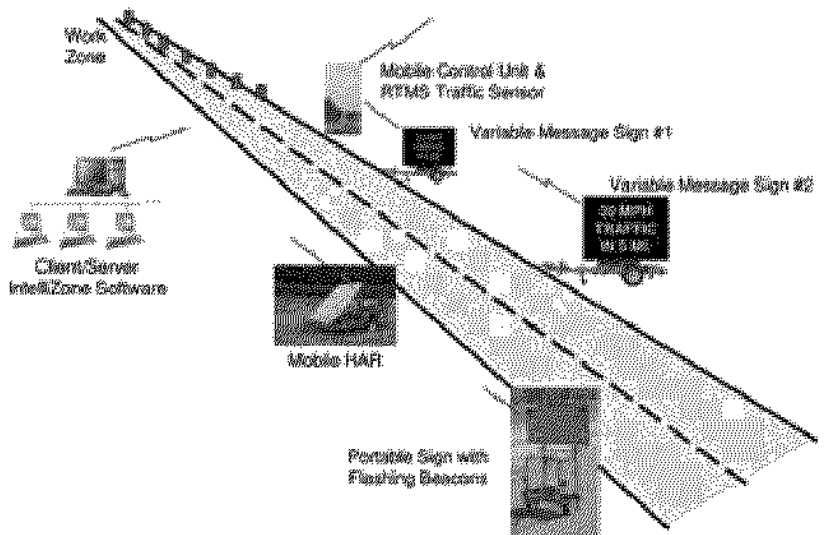 Work
Zone
Mobile Control Unit &
RTMS Traffic Sensor
Variable Message Sign #1
Variable Message Sign #2
TRAFFIC
Client/Server
IntelliZone Software
Mobile HAR
Portable Sign with
Flashing Beacons